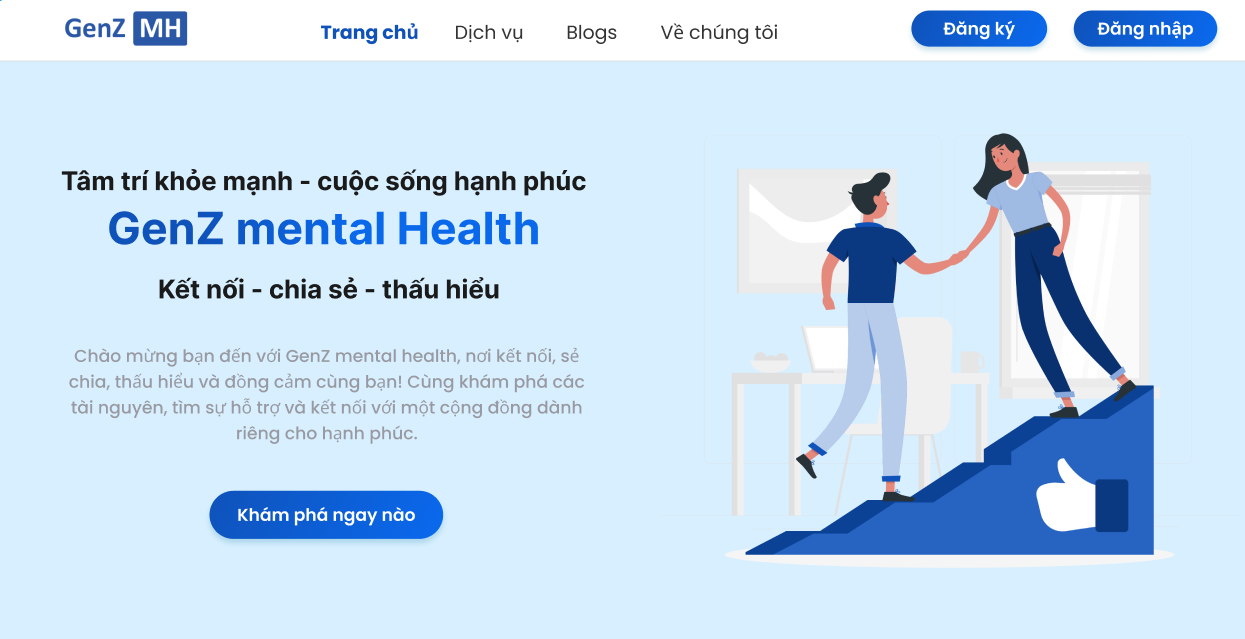 GenZ MH
Trang chủ
Dịch vụ
Blogs
Về chúng tôi
Đăng ký
Đăng nhập
Tâm trí khỏe mạnh - cuộc sống hạnh phúc
GenZ mental Health
Kết nối - chia sẻ - thấu hiểu
Chào mừng bạn đến với GenZ mental health, nơi kết nối, sẻ
chia, thấu hiểu và đồng cảm cùng bạn! Cùng khám phá các
tài nguyên, tìm sự hỗ trợ và kết nối với một cộng đồng dành
riêng cho hạnh phúc.
Khám phá ngay nào